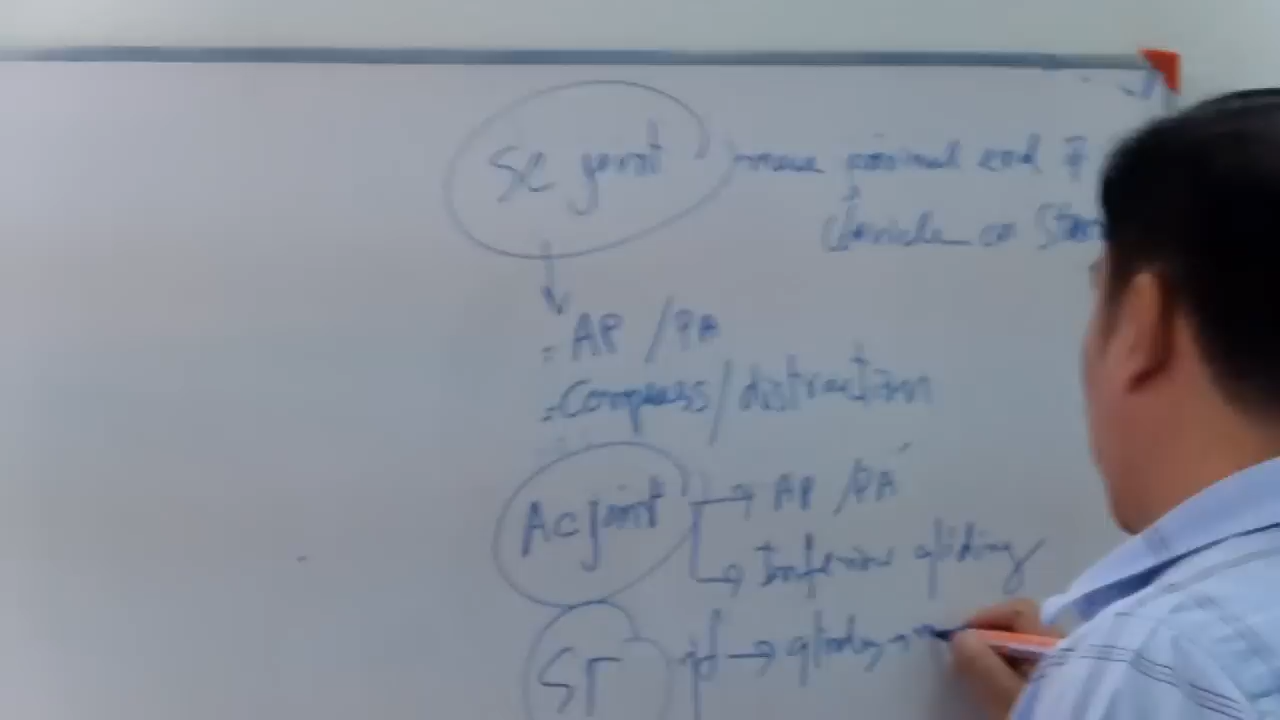 SC joint move proximal end of
clavicle on Ster
- AP / PA
- Compress / distraction
AC joint → AP / PA
→ Inferior gliding
ST → gliding